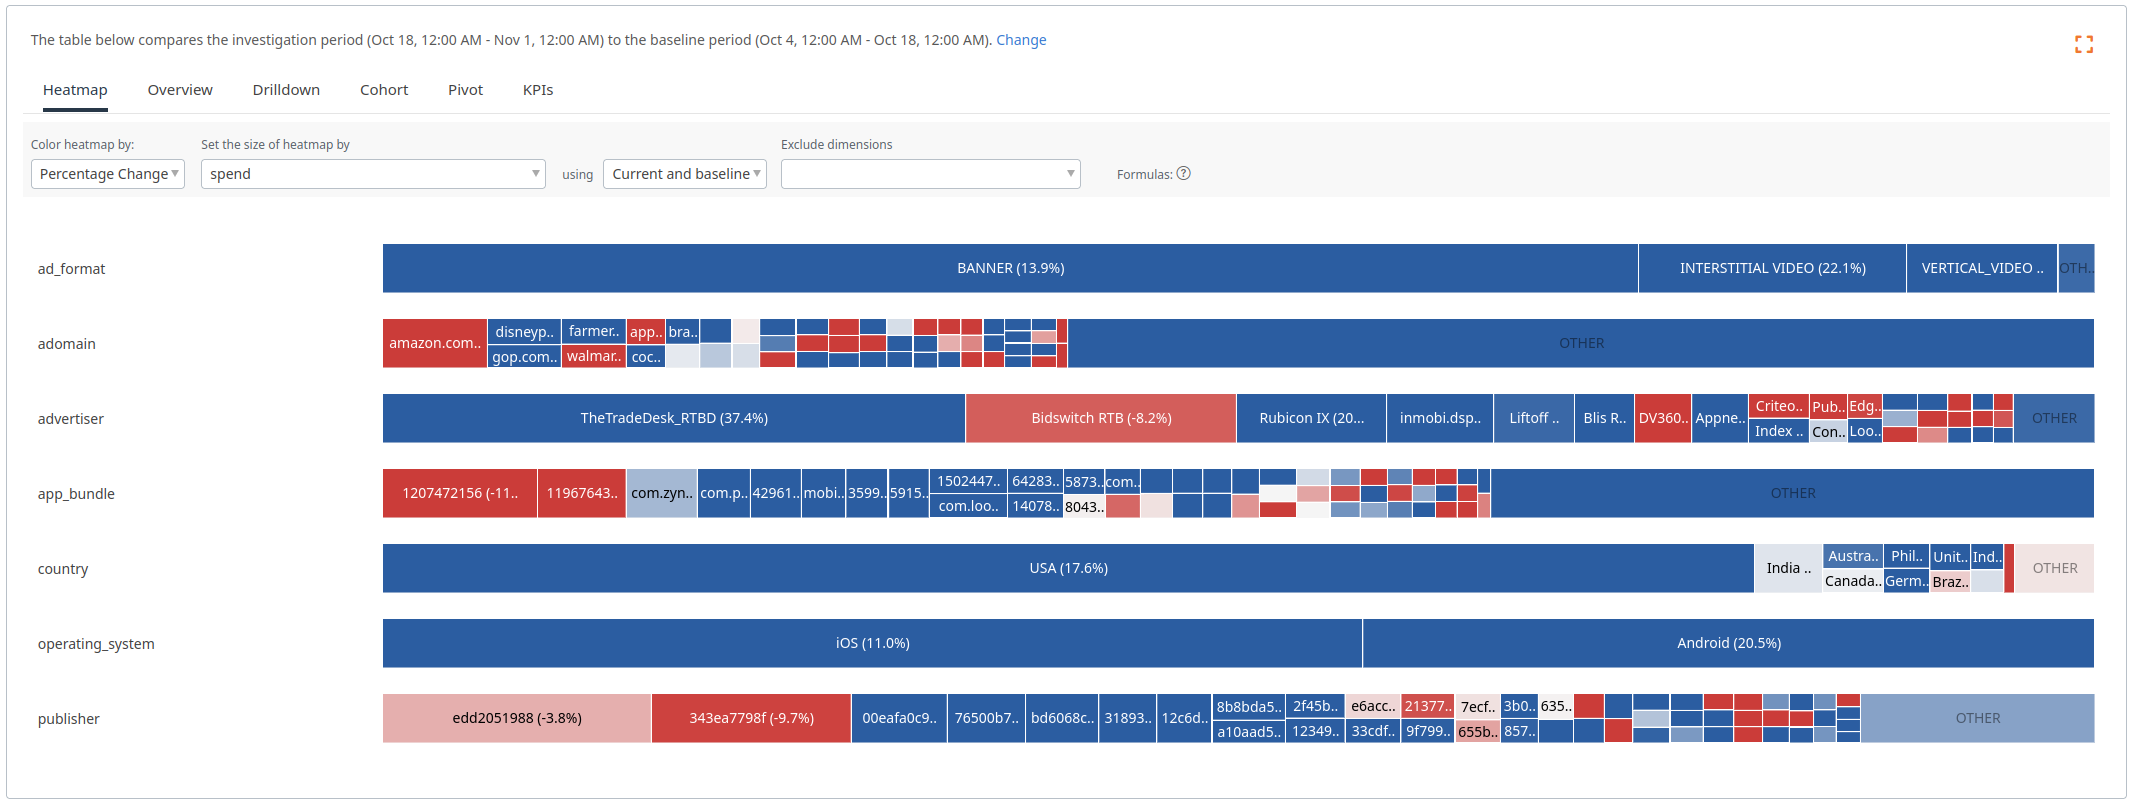 The table below compares the investigation period (Oct 18, 12:00 AM - Nov 1, 12:00 AM) to the baseline period (Oct 4, 12:00 AM - Oct 18, 12:00 AM). Change
Heatmap Overview Drilldown Cohort Pivot KPIs
Color heatmap by: Set the size of heatmap by Exclude dimensions
Percentage Change spend using Current and baseline Formulas: ?
ad_format BANNER (13.9%) INTERSTITIAL VIDEO (22.1%) VERTICAL_VIDEO .. OTH..
adomain amazon.com.. disneyp.. farmer.. app.. bra.. OTHER
gop.com.. walmar.. coc..
advertiser TheTradeDesk_RTBD (37.4%) Bidswitch RTB (-8.2%) Rubicon IX (20... inmobi.dsp.. Liftoff .. Blis R.. DV360.. Appne.. Criteo.. Pub.. Edg.. OTHER
Index .. Con.. Loo..
app_bundle 1207472156 (-11.. 11967643.. com.zyn.. com.p.. 42961.. mobi.. 3599.. 5915.. 1502447.. 64283.. 5873.. com.. OTHER
com.loo.. 14078.. 8043..
country USA (17.6%) India .. Austra.. Phil.. Unit.. Ind.. OTHER
Canada.. Germ.. Braz..
operating_system iOS (11.0%) Android (20.5%)
publisher edd2051988 (-3.8%) 343ea7798f (-9.7%) 00eafa0c9.. 76500b7.. bd6068c.. 31893.. 12c6d.. 8b8bda5.. 2f45b.. e6acc.. 21377.. 7ecf.. 3b0.. 635.. OTHER
a10aad5.. 12349.. 33cdf.. 9f799.. 655b.. 857..